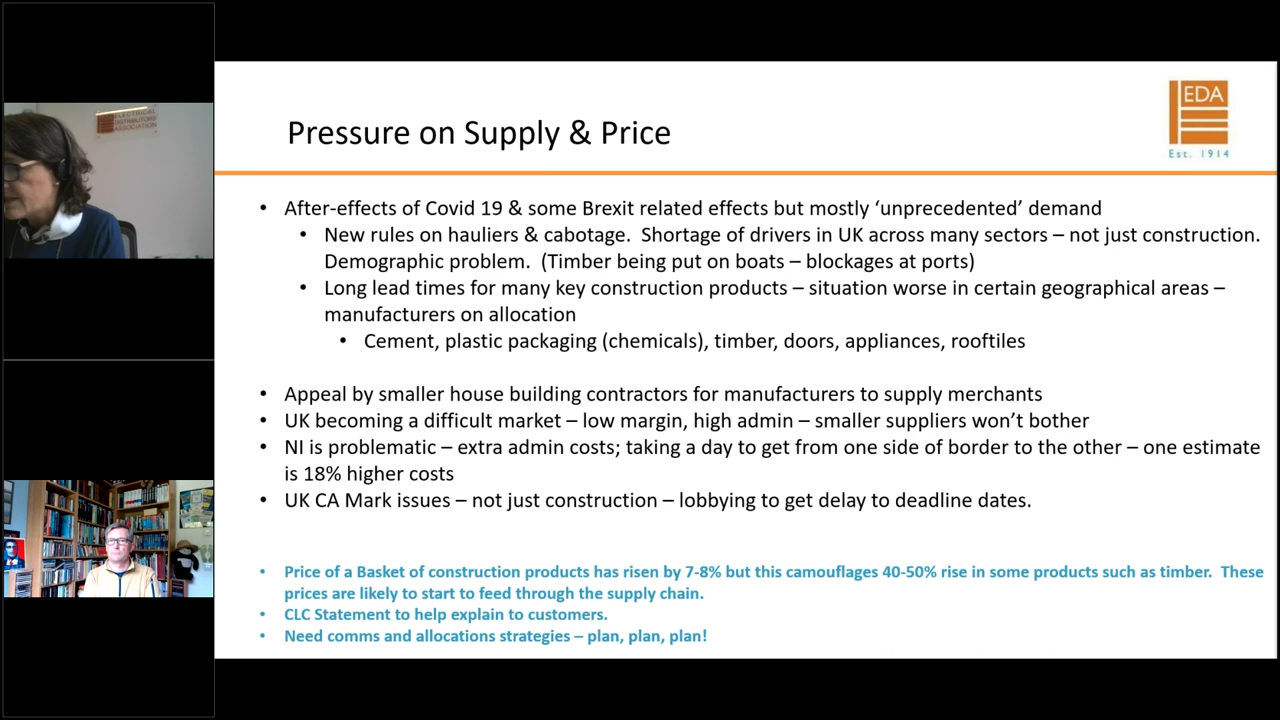 ELECTRICAL
DISTRIBUTORS'
ASSOCIATION
EDA
Est. 1914
Pressure on Supply & Price
• After-effects of Covid 19 & some Brexit related effects but mostly ‘unprecedented’ demand
• New rules on hauliers & cabotage.  Shortage of drivers in UK across many sectors – not just construction.
Demographic problem.  (Timber being put on boats – blockages at ports)
• Long lead times for many key construction products – situation worse in certain geographical areas –
manufacturers on allocation
• Cement, plastic packaging (chemicals), timber, doors, appliances, rooftiles
• Appeal by smaller house building contractors for manufacturers to supply merchants
• UK becoming a difficult market – low margin, high admin – smaller suppliers won’t bother
• NI is problematic – extra admin costs; taking a day to get from one side of border to the other – one estimate
is 18% higher costs
• UK CA Mark issues – not just construction – lobbying to get delay to deadline dates.
• Price of a Basket of construction products has risen by 7-8% but this camouflages 40-50% rise in some products such as timber.  These
prices are likely to start to feed through the supply chain.
• CLC Statement to help explain to customers.
• Need comms and allocations strategies – plan, plan, plan!